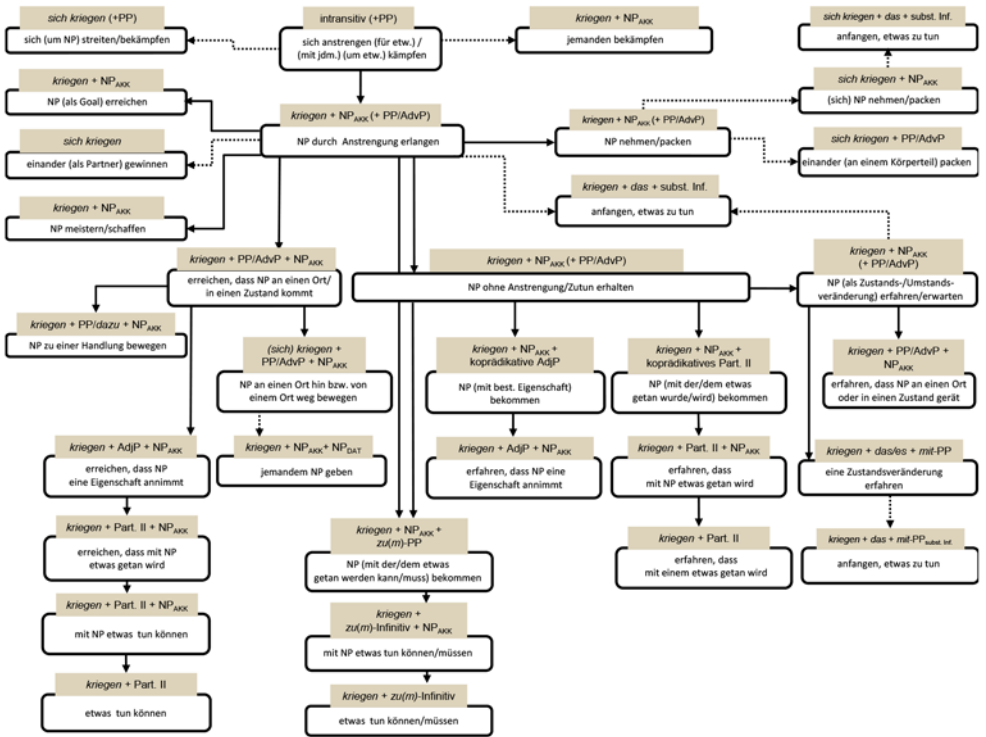 sich kriegen (+PP)
sich (um NP) streiten/bekämpfen
intransitiv (+PP)
sich anstrengen (für etw.) /
(mit jdm.) (um etw.) kämpfen
kriegen + NPAKK
jemanden bekämpfen
sich kriegen + das + subst. Inf.
anfangen, etwas zu tun
kriegen + NPAKK
NP (als Goal) erreichen
sich kriegen + NPAKK
(sich) NP nehmen/packen
kriegen + NPAKK (+ PP/AdvP)
NP durch Anstrengung erlangen
kriegen + NPAKK (+ PP/AdvP)
NP nehmen/packen
sich kriegen
einander (als Partner) gewinnen
sich kriegen + PP/AdvP
einander (an einem Körperteil) packen
kriegen + das + subst. Inf.
anfangen, etwas zu tun
kriegen + NPAKK
NP meistern/schaffen
kriegen + PP/AdvP + NPAKK
erreichen, dass NP an einen Ort/
in einen Zustand kommt
kriegen + NPAKK (+ PP/AdvP)
NP ohne Anstrengung/Zutun erhalten
kriegen + NPAKK
(+ PP/AdvP)
NP (als Zustands-/Umstands-
veränderung) erfahren/erwarten
kriegen + PP/dazu + NPAKK
NP zu einer Handlung bewegen
(sich) kriegen +
PP/AdvP + NPAKK
NP an einen Ort hin bzw. von
einem Ort weg bewegen
kriegen + NPAKK +
koprädikative AdjP
NP (mit best. Eigenschaft)
bekommen
kriegen + NPAKK +
koprädikatives Part. II
NP (mit der/dem etwas
getan wurde/wird) bekommen
kriegen + PP/AdvP +
NPAKK
erfahren, dass NP an einen Ort
oder in einen Zustand gerät
kriegen + AdjP + NPAKK
erreichen, dass NP
eine Eigenschaft annimmt
kriegen + NPAKK + NPDAT
jemandem NP geben
kriegen + AdjP + NPAKK
erfahren, dass NP eine
Eigenschaft annimmt
kriegen + Part. II + NPAKK
erfahren, dass
mit NP etwas getan wird
kriegen + das/es + mit-PP
eine Zustandsveränderung
erfahren
kriegen + Part. II + NPAKK
erreichen, dass mit NP
etwas getan wird
kriegen + NPAKK +
zu(m)-PP
NP (mit der/dem etwas
getan werden kann/muss) bekommen
kriegen + Part. II
erfahren, dass
mit einem etwas getan wird
kriegen + das + mit-PPsubst. Inf.
anfangen, etwas zu tun
kriegen + Part. II + NPAKK
mit NP etwas tun können
kriegen +
zu(m)-Infinitiv + NPAKK
mit NP etwas tun können/müssen
kriegen + Part. II
etwas tun können
kriegen + zu(m)-Infinitiv
etwas tun können/müssen